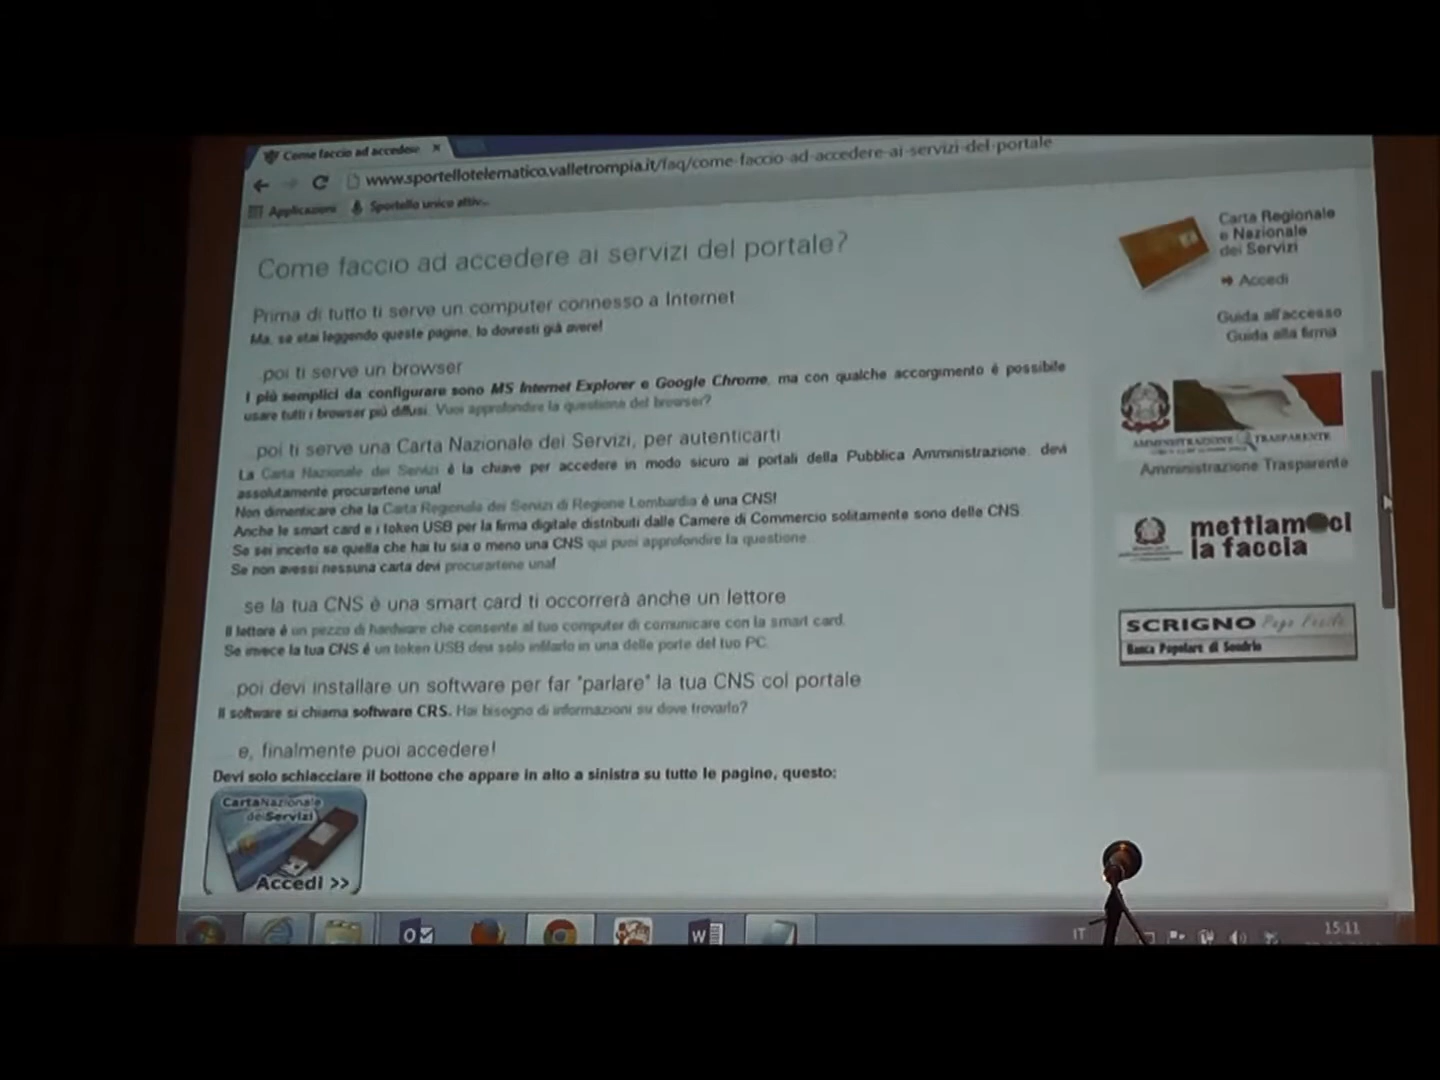 Come faccio ad accedere ×
www.sportellotelematico.valletrompia.it/faq/come-faccio-ad-accedere-ai-servizi-del-portale
Applicazioni Sportello unico attiv...
Come faccio ad accedere ai servizi del portale?
Prima di tutto ti serve un computer connesso a Internet
Ma, se stai leggendo queste pagine, lo dovresti già avere!
...poi ti serve un browser
I più semplici da configurare sono MS Internet Explorer e Google Chrome, ma con qualche accorgimento è possibile
usare tutti i browser più diffusi. Vuoi approfondire la questione del browser?
...poi ti serve una Carta Nazionale dei Servizi, per autenticarti
La Carta Nazionale dei Servizi è la chiave per accedere in modo sicuro ai portali della Pubblica Amministrazione: devi
assolutamente procurartene una!
Non dimenticare che la Carta Regionale dei Servizi di Regione Lombardia è una CNS!
Anche le smart card e i token USB per la firma digitale distribuiti dalle Camere di Commercio solitamente sono delle CNS.
Se sei incerto se quella che hai tu sia o meno una CNS qui puoi approfondire la questione.
Se non avessi nessuna carta devi procurartene una!
...se la tua CNS è una smart card ti occorrerà anche un lettore
Il lettore è un pezzo di hardware che consente al tuo computer di comunicare con la smart card.
Se invece la tua CNS è un token USB devi solo infilarlo in una delle porte del tuo PC.
...poi devi installare un software per far "parlare" la tua CNS col portale
Il software si chiama software CRS. Hai bisogno di informazioni su dove trovarlo?
...e, finalmente puoi accedere!
Devi solo schiacciare il bottone che appare in alto a sinistra su tutte le pagine, questo:
CartaNazionale
deiServizi
Accedi >>
Carta Regionale
e Nazionale
dei Servizi
Accedi
Guida all'accesso
Guida alla firma
AMMINISTRAZIONE TRASPARENTE
Amministrazione Trasparente
mettiamoci
la faccia
SCRIGNO Pago Facile
Banca Popolare di Sondrio
IT
15:11